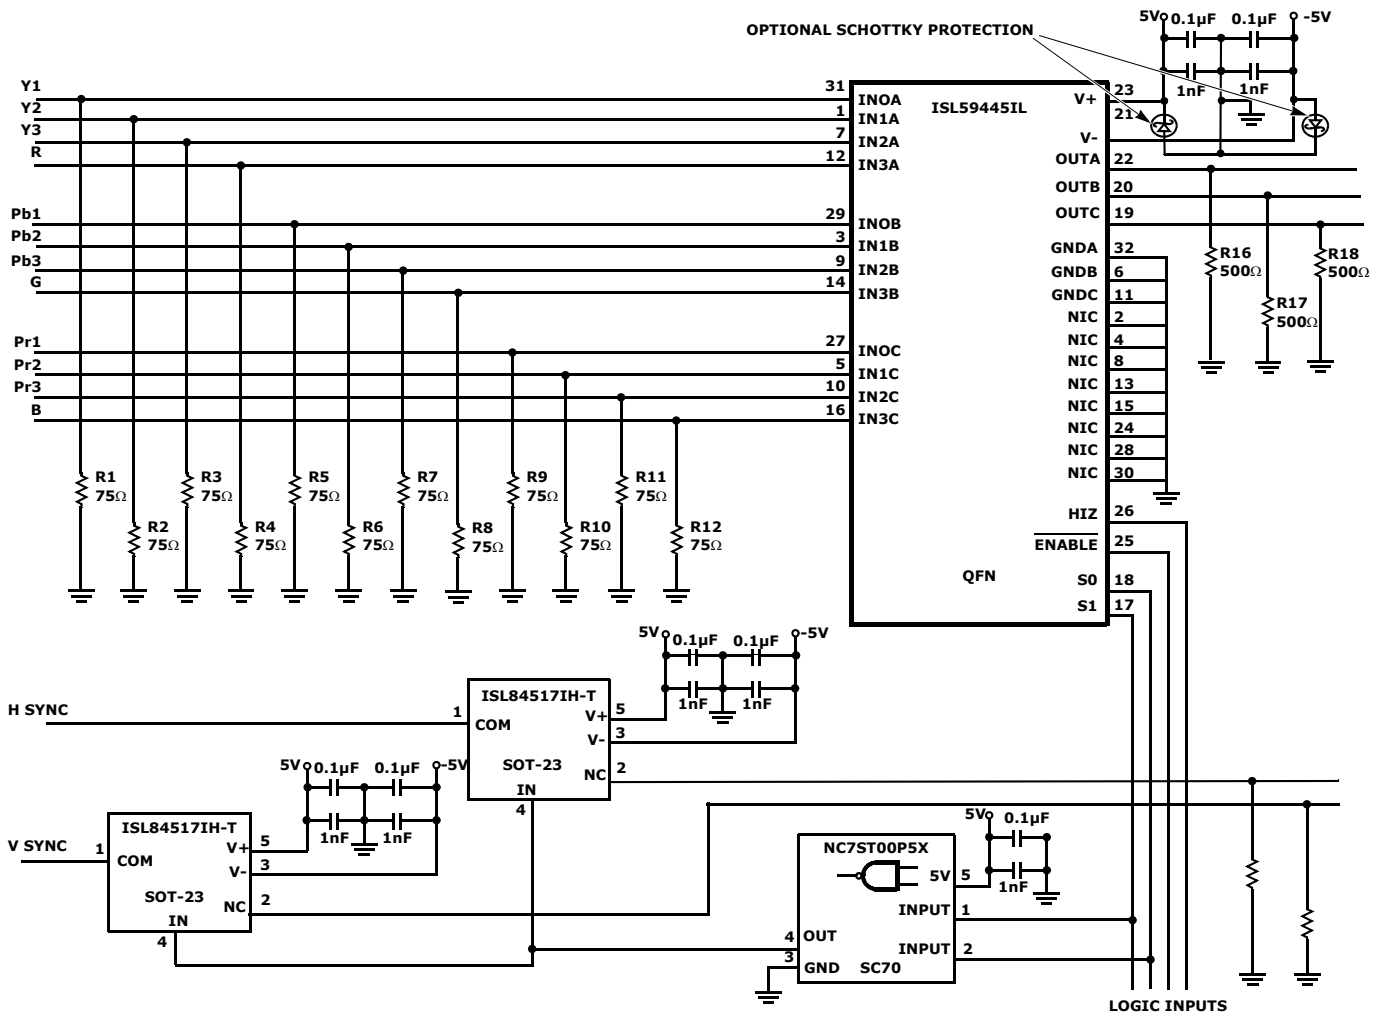 OPTIONAL SCHOTTKY PROTECTION
5V 0.1µF 0.1µF -5V
1nF 1nF
ISL59445IL
QFN
Y1 31 INOA
Y2 1 IN1A
Y3 7 IN2A
R 12 IN3A
Pb1 29 INOB
Pb2 3 IN1B
Pb3 9 IN2B
G 14 IN3B
Pr1 27 INOC
Pr2 5 IN1C
Pr3 10 IN2C
B 16 IN3C
V+ 23
21
V-
OUTA 22
OUTB 20
OUTC 19
GNDA 32
GNDB 6
GNDC 11
NIC 2
NIC 4
NIC 8
NIC 13
NIC 15
NIC 24
NIC 28
NIC 30
HIZ 26
ENABLE 25
S0 18
S1 17
R16
500Ω
R17
500Ω
R18
500Ω
R1
75Ω
R2
75Ω
R3
75Ω
R4
75Ω
R5
75Ω
R6
75Ω
R7
75Ω
R8
75Ω
R9
75Ω
R10
75Ω
R11
75Ω
R12
75Ω
5V 0.1µF 0.1µF -5V
1nF 1nF
H SYNC
ISL84517IH-T
1 COM
V+ 5
V- 3
SOT-23
NC 2
IN
4
5V 0.1µF 0.1µF -5V
1nF 1nF
V SYNC
ISL84517IH-T
1 COM
V+ 5
V- 3
SOT-23
NC 2
IN
4
5V 0.1µF
1nF
NC7ST00P5X
5V 5
INPUT 1
4 OUT
INPUT 2
3 GND
SC70
LOGIC INPUTS